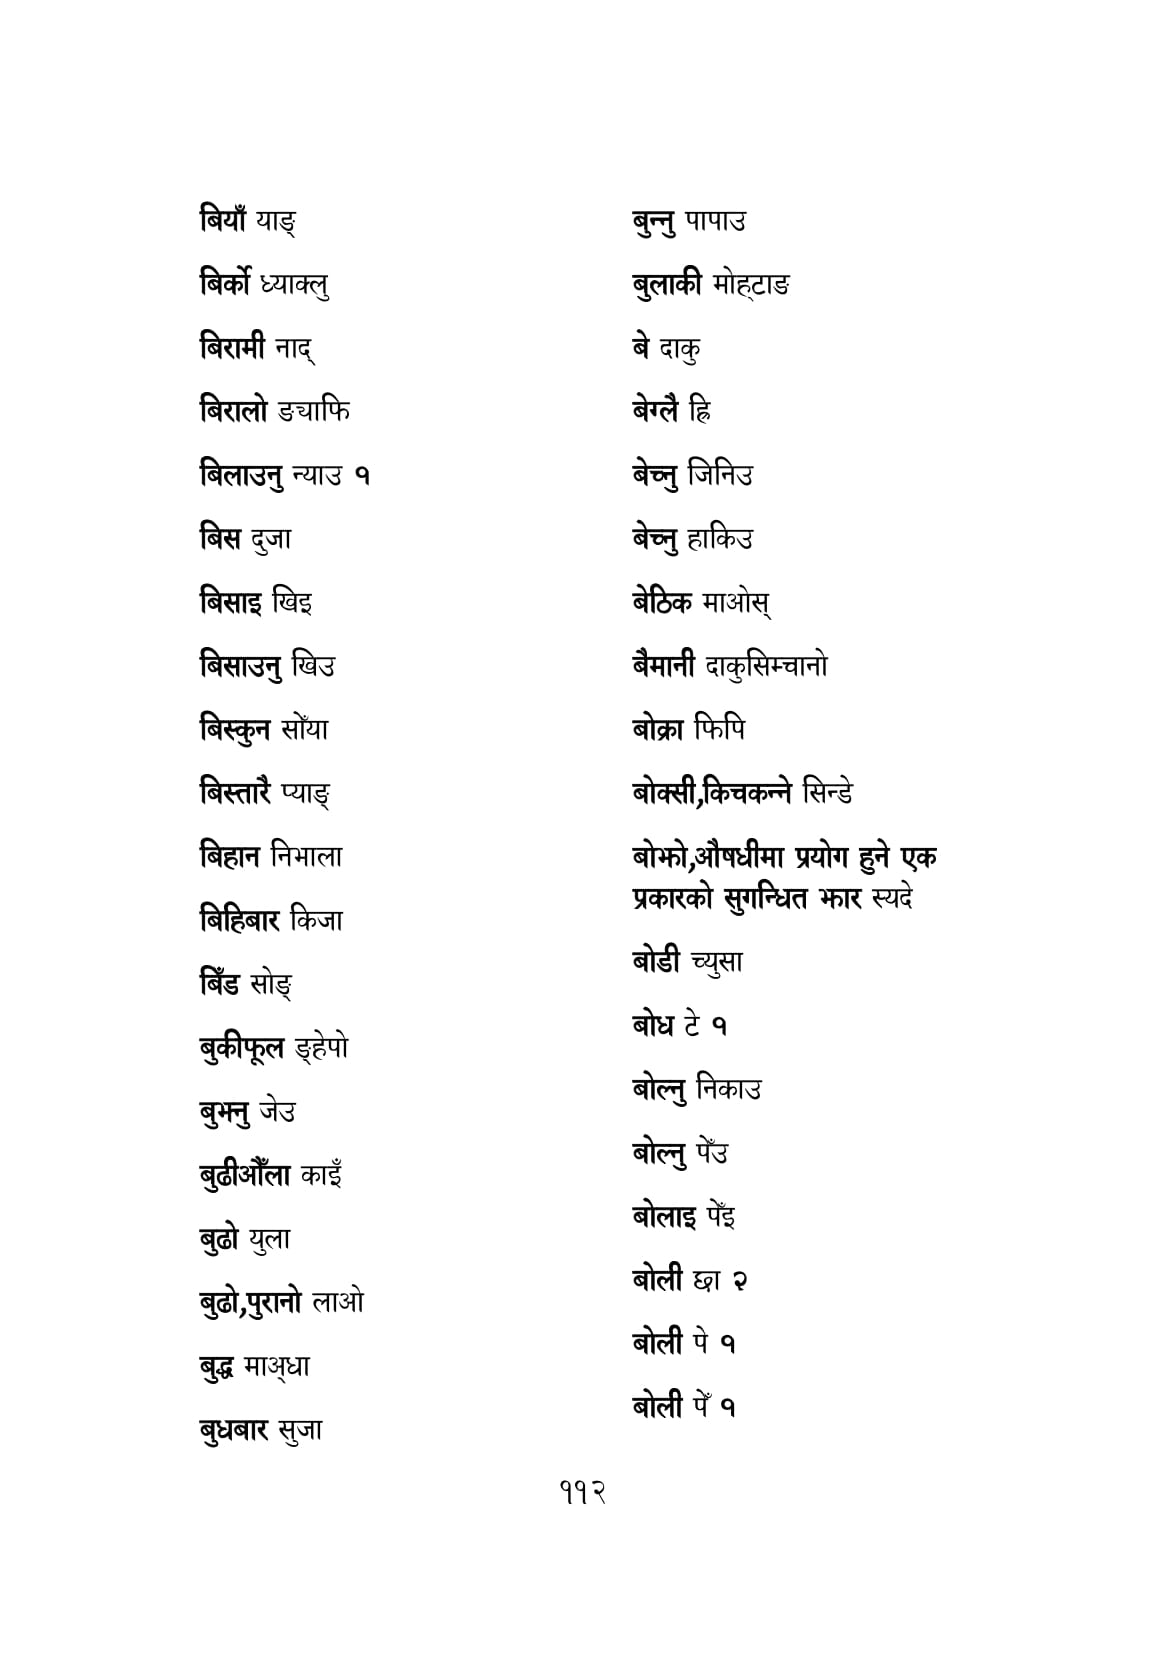 बियाँ याङ्
बिर्को ध्याक्लु
बिरामी नाद्
बिरालो ङ्याफि
बिलाउनु न्याउ १
बिस दुजा
बिसाइ खिइ
बिसाउनु खिउ
बिस्कुन सोँया
बिस्तारै प्याङ्
बिहान निभाला
बिहिबार किजा
बिँड सोङ्
बुकीफूल ङ्हेपो
बुझ्नु जेउ
बुढीऔँला काइँ
बुढो युला
बुढो,पुरानो लाओ
बुद्ध माअ्धा
बुधबार सुजा
बुन्नु पापाउ
बुलाकी मोह्टाङ
बे दाकु
बेग्लै ह्रि
बेच्नु जिनिउ
बेच्नु हाकिउ
बेठिक माओस्
बैमानी दाकुसिम्चानो
बोक्रा फिपि
बोक्सी,किचकन्ने सिन्डे
बोझो,औषधीमा प्रयोग हुने एक
प्रकारको सुगन्धित झार स्यदे
बोडी च्युसा
बोध टे १
बोल्नु निकाउ
बोल्नु पेँउ
बोलाइ पेँइ
बोली छ्वा २
बोली पे १
बोली पेँ १
११२